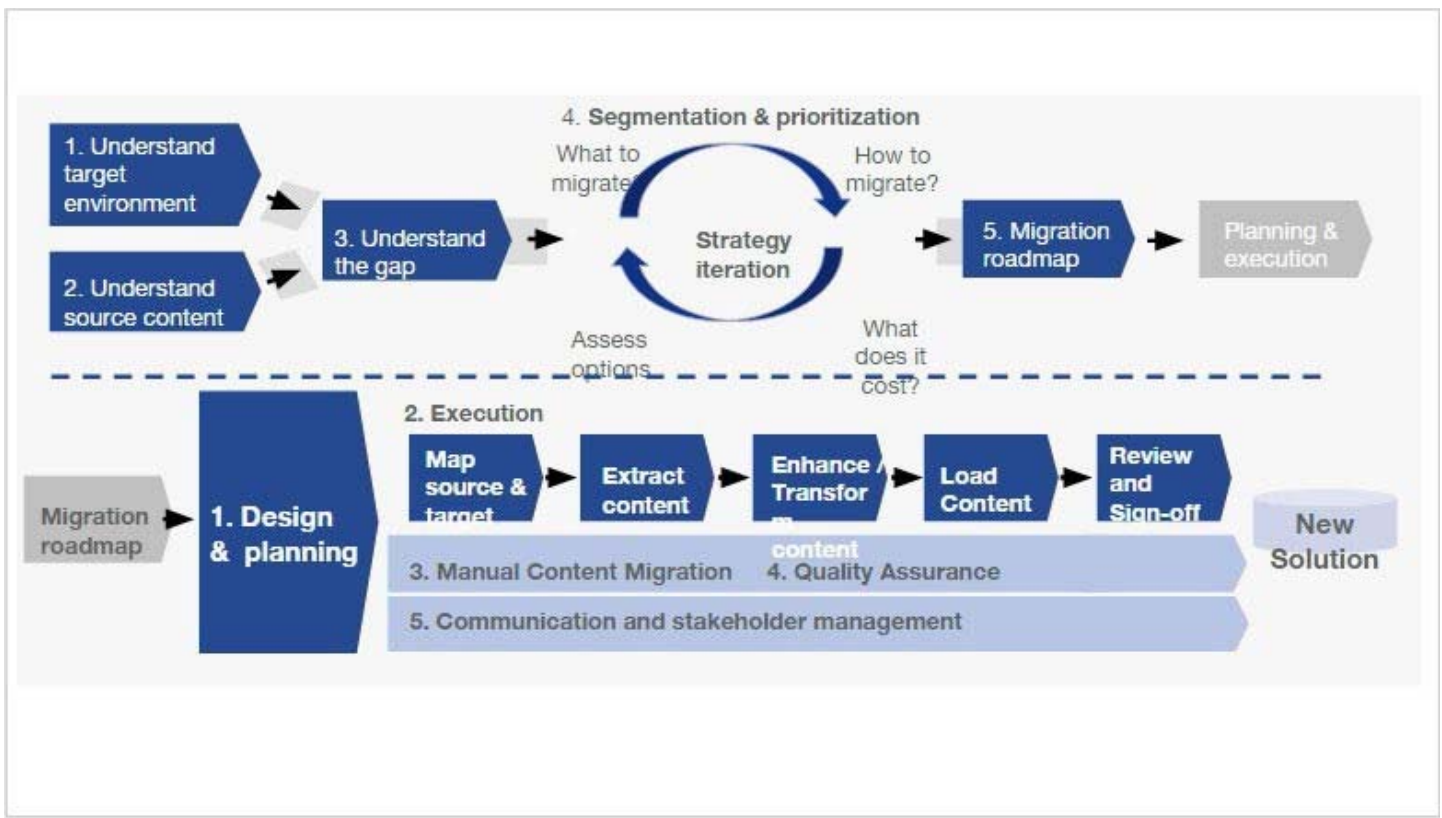 4. Segmentation & prioritization
1. Understand
target
environment
2. Understand
source content
3. Understand
the gap
What to
migrate?
How to
migrate?
Strategy
iteration
Assess
options
What
does it
cost?
5. Migration
roadmap
Planning &
execution
Migration
roadmap
1. Design
& planning
2. Execution
Map
source &
target
Extract
content
Enhance /
Transfor
m
content
Load
Content
Review
and
Sign-off
3. Manual Content Migration
4. Quality Assurance
5. Communication and stakeholder management
New
Solution